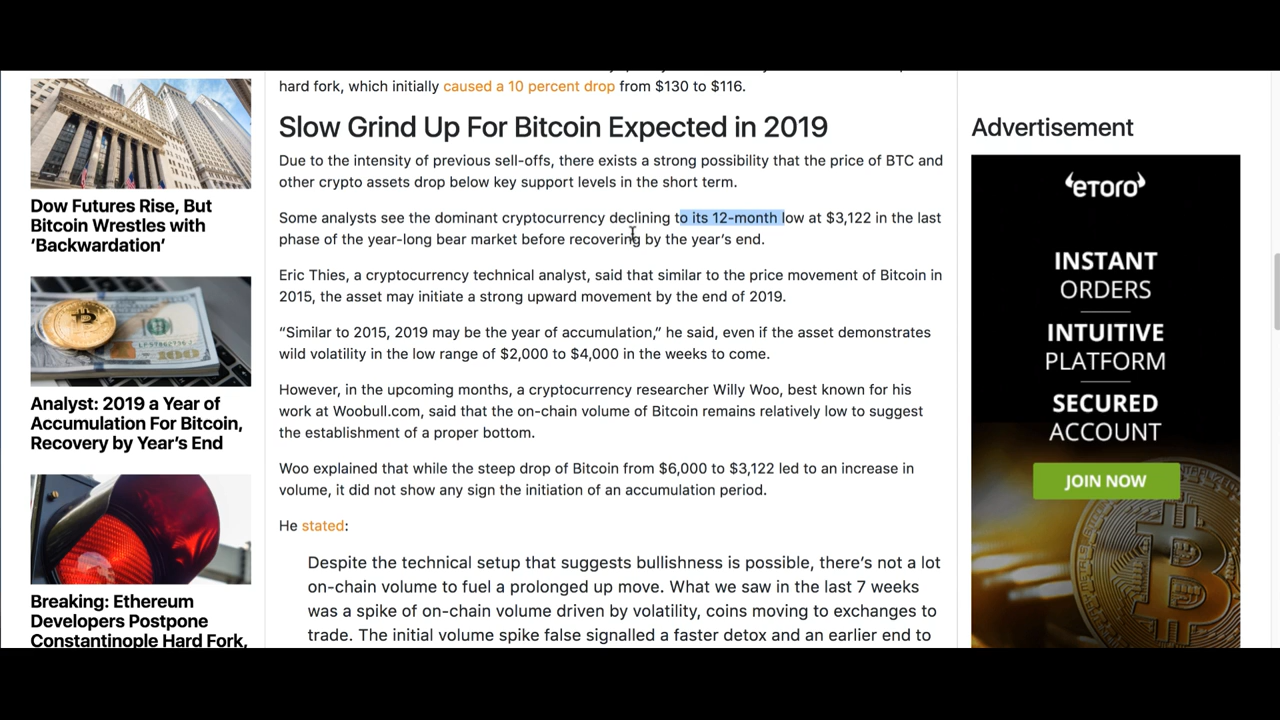 Dow Futures Rise, But
Bitcoin Wrestles with
‘Backwardation’
Analyst: 2019 a Year of
Accumulation For Bitcoin,
Recovery by Year’s End
Breaking: Ethereum
Developers Postpone
Constantinople Hard Fork,
hard fork, which initially caused a 10 percent drop from $130 to $116.
Slow Grind Up For Bitcoin Expected in 2019
Due to the intensity of previous sell-offs, there exists a strong possibility that the price of BTC and
other crypto assets drop below key support levels in the short term.
Some analysts see the dominant cryptocurrency declining to its 12-month low at $3,122 in the last
phase of the year-long bear market before recovering by the year’s end.
Eric Thies, a cryptocurrency technical analyst, said that similar to the price movement of Bitcoin in
2015, the asset may initiate a strong upward movement by the end of 2019.
“Similar to 2015, 2019 may be the year of accumulation,” he said, even if the asset demonstrates
wild volatility in the low range of $2,000 to $4,000 in the weeks to come.
However, in the upcoming months, a cryptocurrency researcher Willy Woo, best known for his
work at Woobull.com, said that the on-chain volume of Bitcoin remains relatively low to suggest
the establishment of a proper bottom.
Woo explained that while the steep drop of Bitcoin from $6,000 to $3,122 led to an increase in
volume, it did not show any sign the initiation of an accumulation period.
He stated:
Despite the technical setup that suggests bullishness is possible, there’s not a lot
on-chain volume to fuel a prolonged up move. What we saw in the last 7 weeks
was a spike of on-chain volume driven by volatility, coins moving to exchanges to
trade. The initial volume spike false signalled a faster detox and an earlier end to
Advertisement
eToro
INSTANT
ORDERS
INTUITIVE
PLATFORM
SECURED
ACCOUNT
JOIN NOW